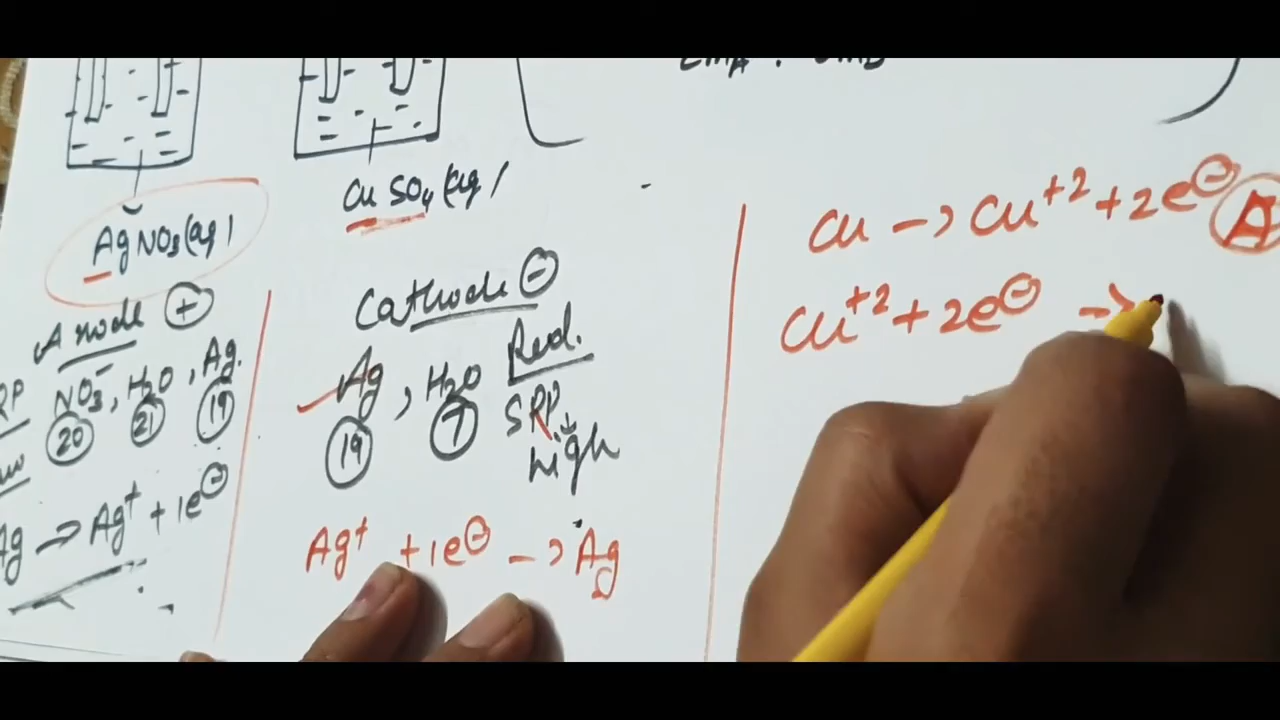 CuSO₄(aq)
AgNO₃(aq)
Cu → Cu⁺² + 2e⊖ A
Cu⁺² + 2e⊖ →
Anode ⊕
NO₃⁻, H₂O, Ag.
20 21 19
Ag → Ag⁺ + 1e⊖
Cathode ⊖
Ag, H₂O Red.
19 7 SRP
high
Ag⁺ + 1e⊖ → Ag